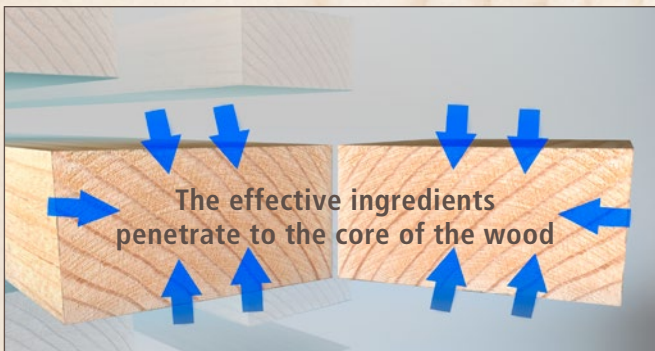 The effective ingredients
penetrate to the core of the wood